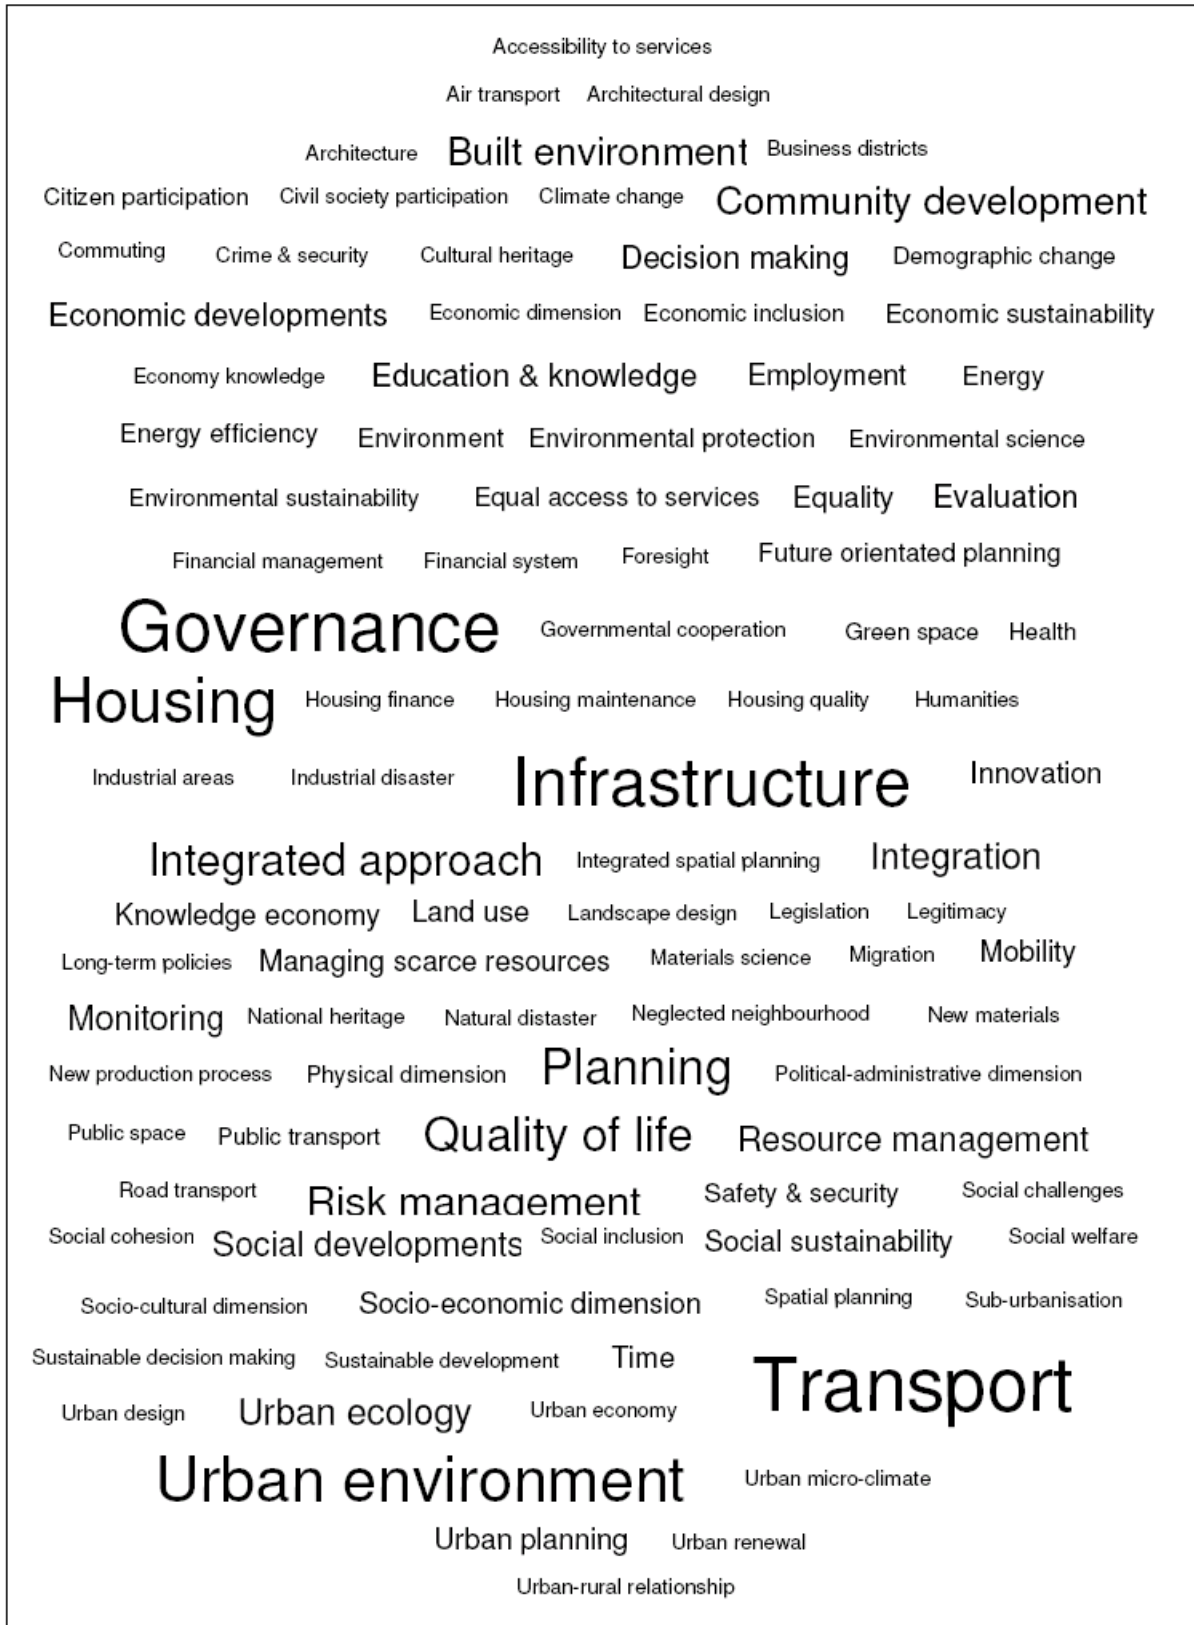 Accessibility to services
Air transport Architectural design
Architecture Built environment Business districts
Citizen participation Civil society participation Climate change Community development
Commuting Crime & security Cultural heritage Decision making Demographic change
Economic developments Economic dimension Economic inclusion Economic sustainability
Economy knowledge Education & knowledge Employment Energy
Energy efficiency Environment Environmental protection Environmental science
Environmental sustainability Equal access to services Equality Evaluation
Financial management Financial system Foresight Future orientated planning
Governance Governmental cooperation Green space Health
Housing Housing finance Housing maintenance Housing quality Humanities
Industrial areas Industrial disaster Infrastructure Innovation
Integrated approach Integrated spatial planning Integration
Knowledge economy Land use Landscape design Legislation Legitimacy
Long-term policies Managing scarce resources Materials science Migration Mobility
Monitoring National heritage Natural distaster Neglected neighbourhood New materials
New production process Physical dimension Planning Political-administrative dimension
Public space Public transport Quality of life Resource management
Road transport Risk management Safety & security Social challenges
Social cohesion Social developments Social inclusion Social sustainability Social welfare
Socio-cultural dimension Socio-economic dimension Spatial planning Sub-urbanisation
Sustainable decision making Sustainable development Time Transport
Urban design Urban ecology Urban economy
Urban environment Urban micro-climate
Urban planning Urban renewal
Urban-rural relationship